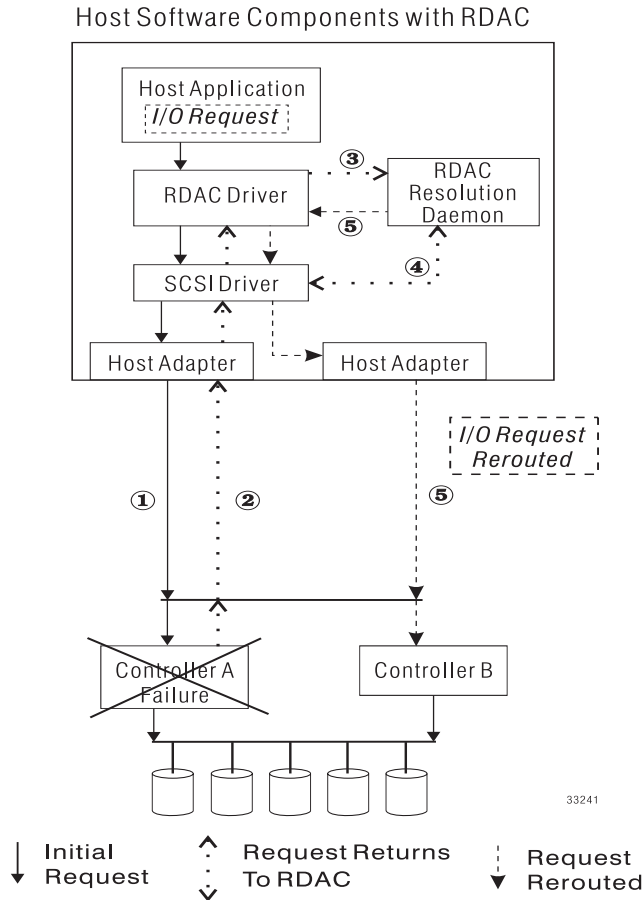 Host Software Components with RDAC
Host Application
I/O Request
③
RDAC Driver
RDAC
Resolution
Daemon
⑤
④
SCSI Driver
Host Adapter
Host Adapter
I/O Request
Rerouted
①
②
⑤
Controller A
Failure
Controller B
33241
Initial
Request
Request Returns
To RDAC
Request
Rerouted